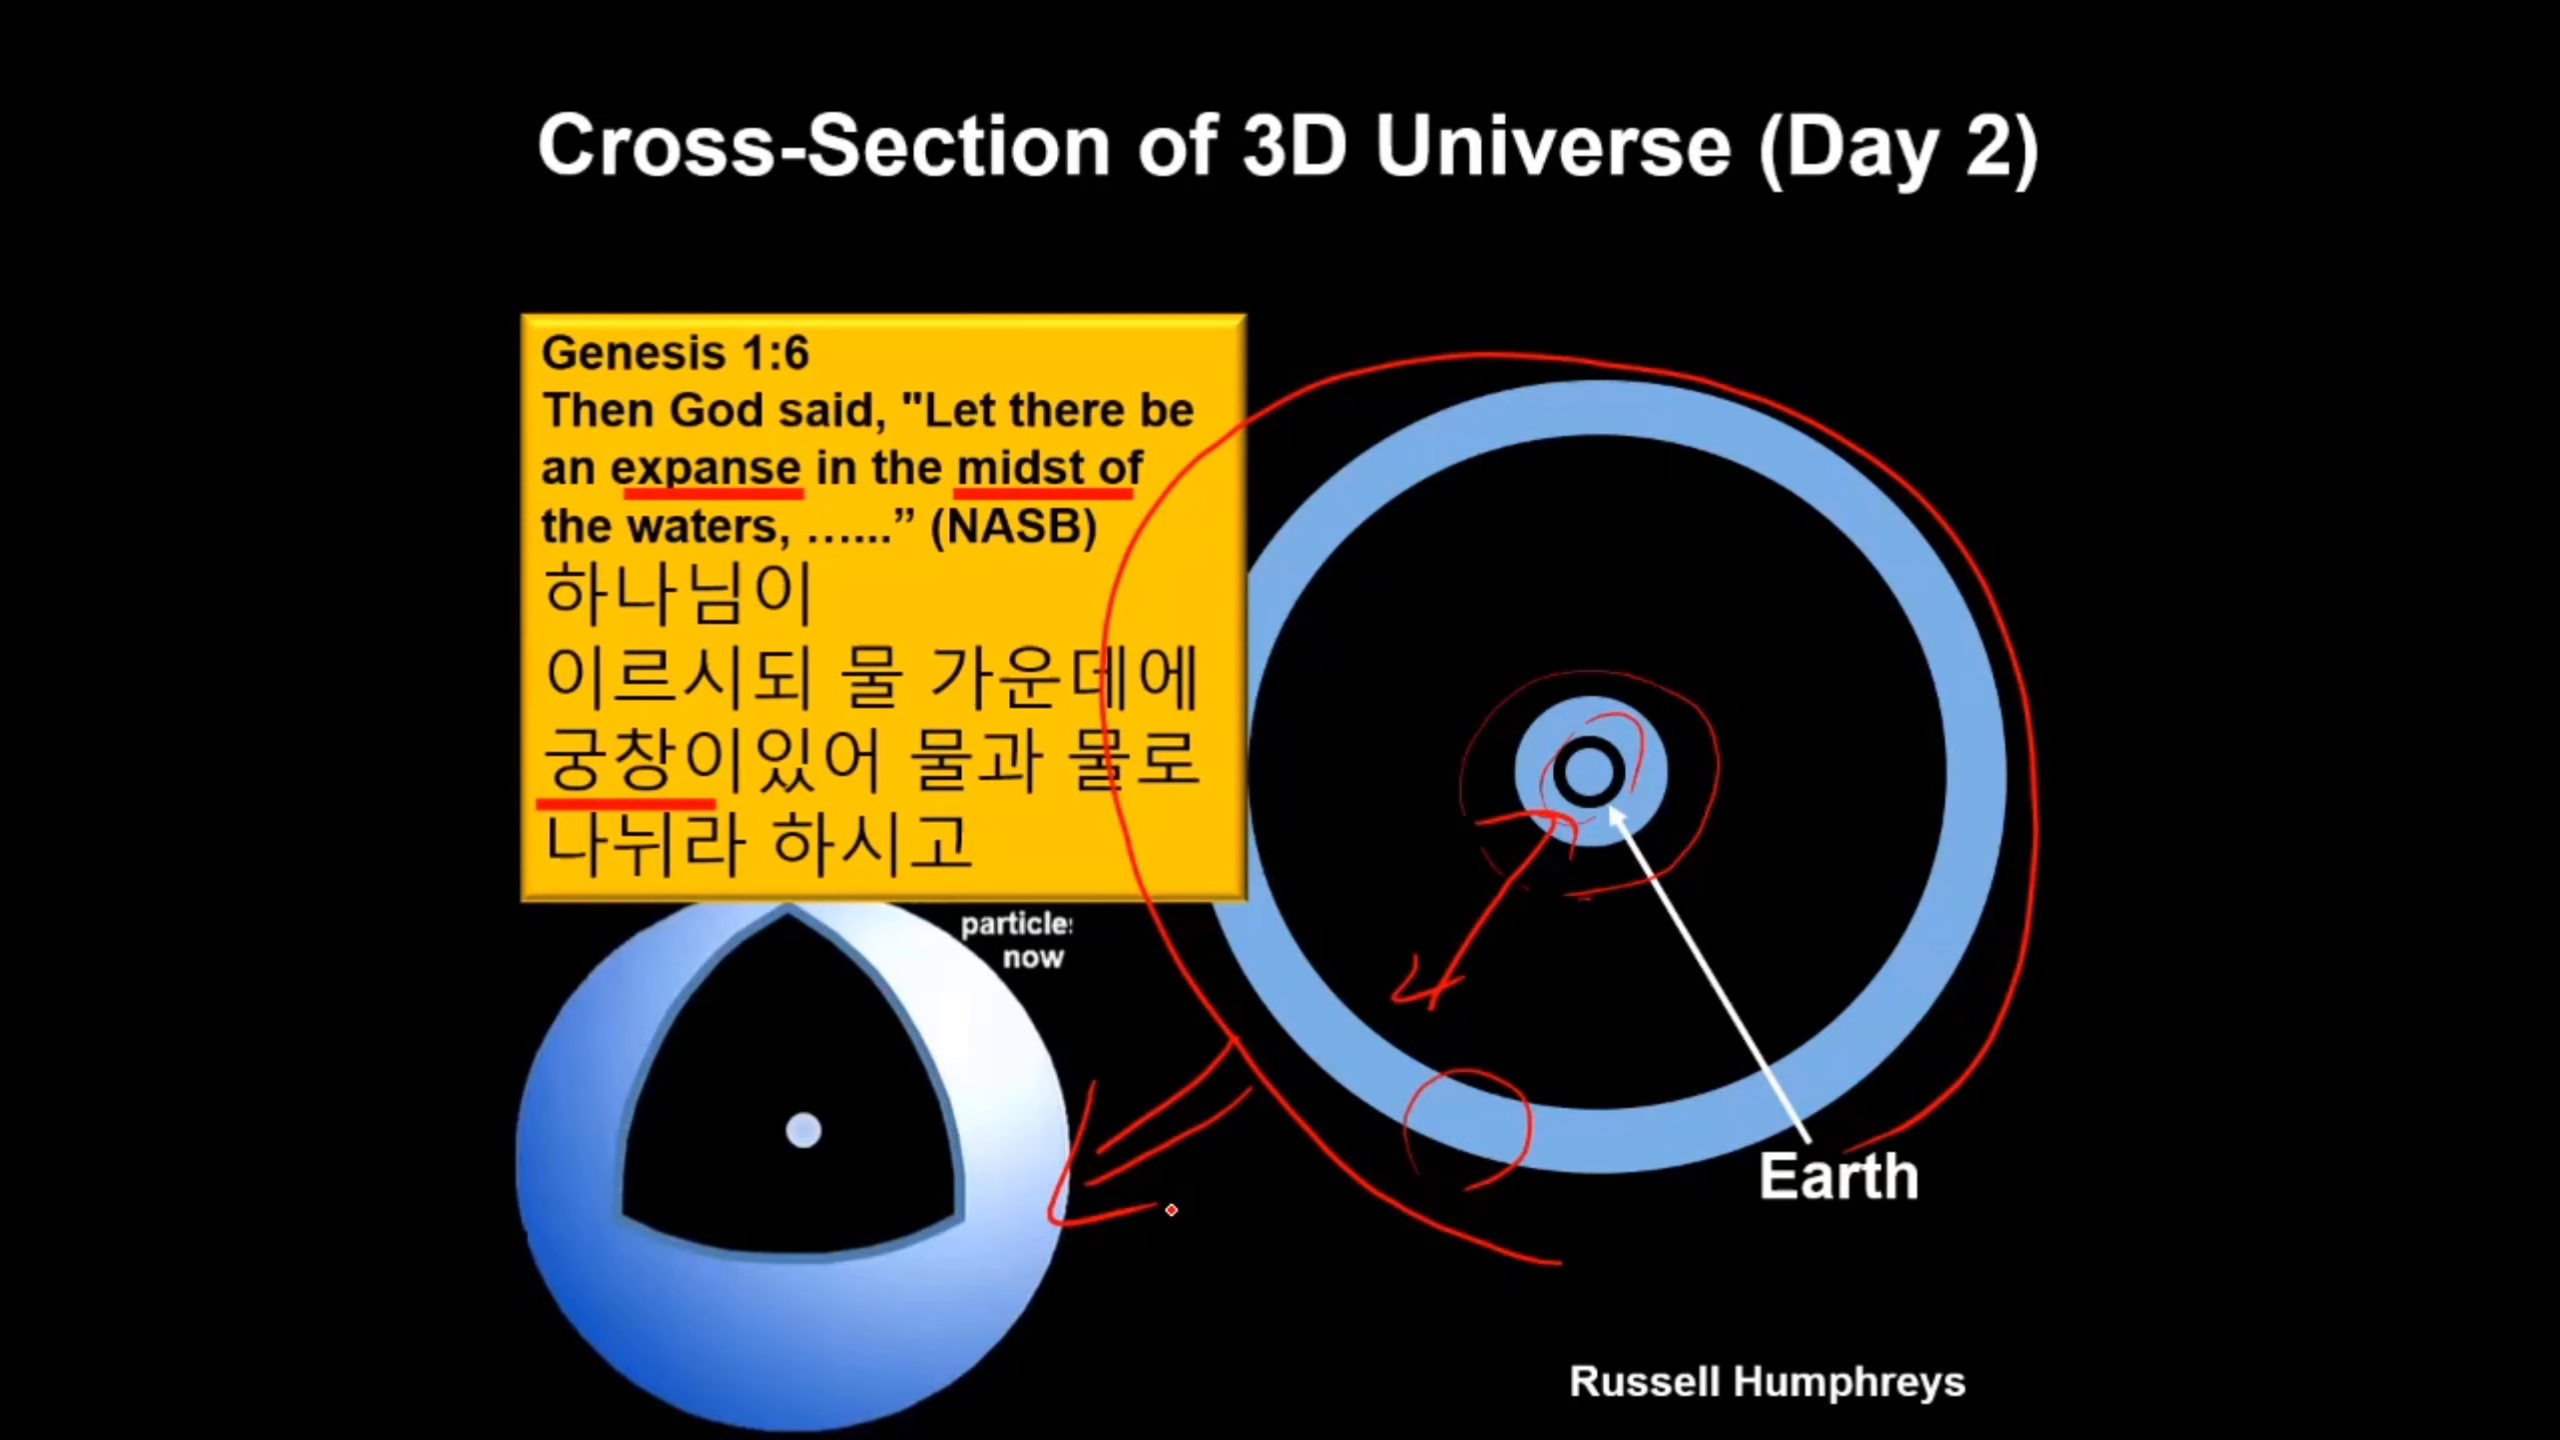 Cross-Section of 3D Universe (Day 2)
Genesis 1:6
Then God said, "Let there be
an expanse in the midst of
the waters, …...” (NASB)
하나님이
이르시되 물 가운데에
궁창이있어 물과 물로
나뉘라 하시고
particles
now
Earth
Russell Humphreys